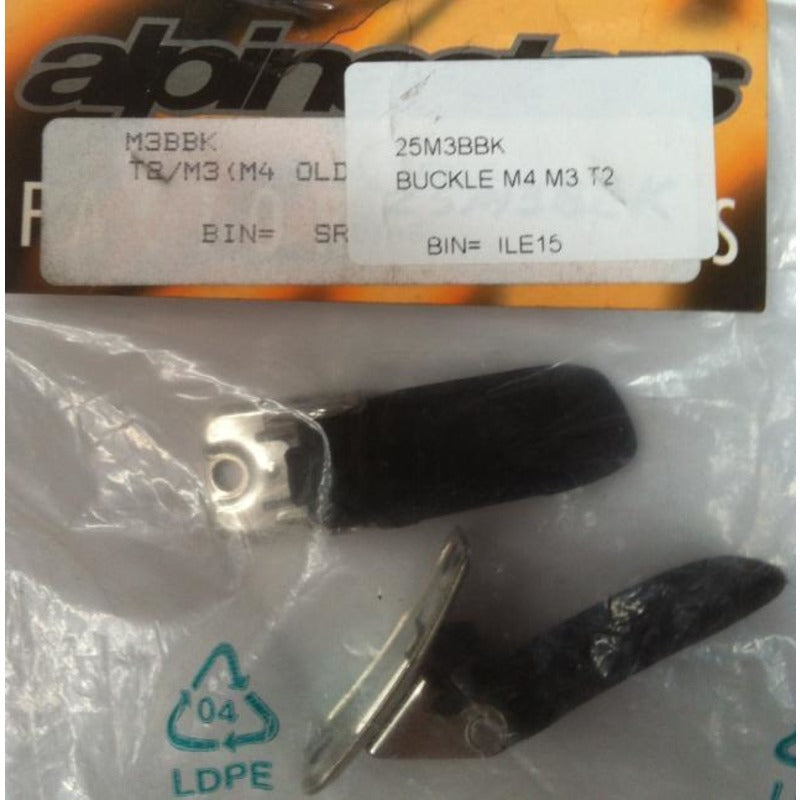 alpinestars
M3BBK
T2/M3(M4 OLD
BIN= SR
25M3BBK
BUCKLE M4 M3 T2
BIN= ILE15
S
04
LDPE
L